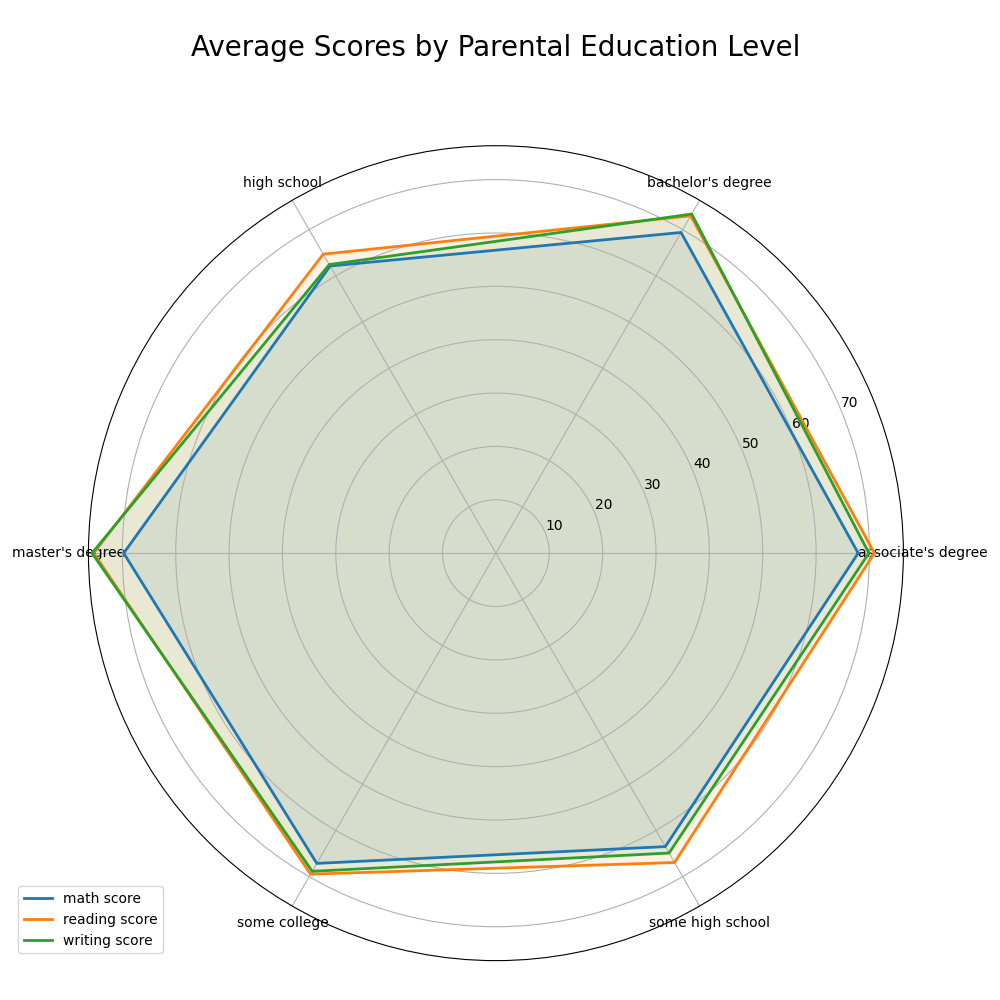 Average Scores by Parental Education Level
high school
bachelor's degree
70
60
50
40
30
20
10
master's degree
associate's degree
some college
some high school
math score
reading score
writing score